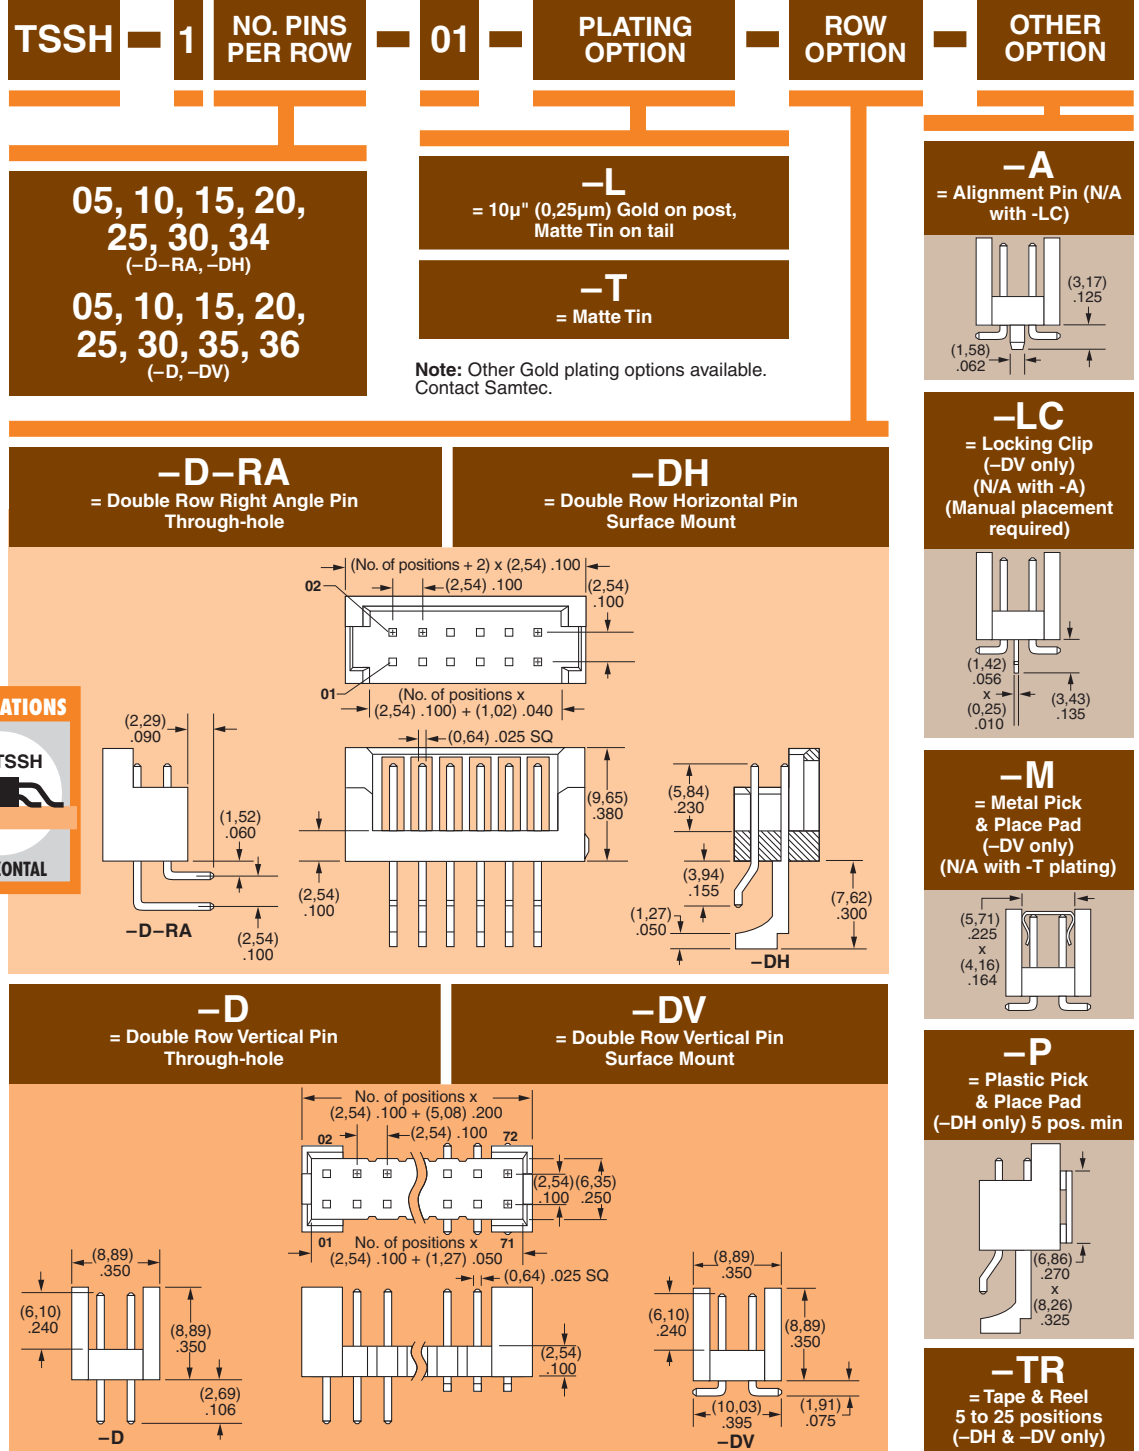 TSSH
1
NO. PINS
PER ROW
01
PLATING
OPTION
ROW
OPTION
OTHER
OPTION
05, 10, 15, 20,
25, 30, 34
(–D–RA, –DH)
05, 10, 15, 20,
25, 30, 35, 36
(–D, –DV)
–L
= 10µ" (0,25µm) Gold on post,
Matte Tin on tail
–T
= Matte Tin
Note: Other Gold plating options available.
Contact Samtec.
–A
= Alignment Pin (N/A
with -LC)
(3,17)
.125
(1,58)
.062
–LC
= Locking Clip
(–DV only)
(N/A with -A)
(Manual placement
required)
(1,42)
.056
x
(0,25)
.010
(3,43)
.135
–M
= Metal Pick
& Place Pad
(–DV only)
(N/A with -T plating)
(5,71)
.225
x
(4,16)
.164
–P
= Plastic Pick
& Place Pad
(–DH only) 5 pos. min
(6,86)
.270
x
(8,26)
.325
–TR
= Tape & Reel
5 to 25 positions
(–DH & –DV only)
–D–RA
= Double Row Right Angle Pin
Through-hole
–DH
= Double Row Horizontal Pin
Surface Mount
(No. of positions + 2) x (2,54) .100
02
(2,54) .100
(2,54)
.100
01
(No. of positions x
(2,54) .100) + (1,02) .040
ATIONS
TSSH
ONTAL
(2,29)
.090
(1,52)
.060
(2,54)
.100
–D–RA
(0,64) .025 SQ
(9,65)
.380
(2,54)
.100
(5,84)
.230
(3,94)
.155
(1,27)
.050
(7,62)
.300
–DH
–D
= Double Row Vertical Pin
Through-hole
–DV
= Double Row Vertical Pin
Surface Mount
No. of positions x
(2,54) .100 + (5,08) .200
02
(2,54) .100
72
(2,54)
.100
(6,35)
.250
01
No. of positions x
(2,54) .100 + (1,27) .050
71
(8,89)
.350
(6,10)
.240
(8,89)
.350
(2,69)
.106
–D
(0,64) .025 SQ
(2,54)
.100
(8,89)
.350
(6,10)
.240
(8,89)
.350
(10,03)
.395
(1,91)
.075
–DV